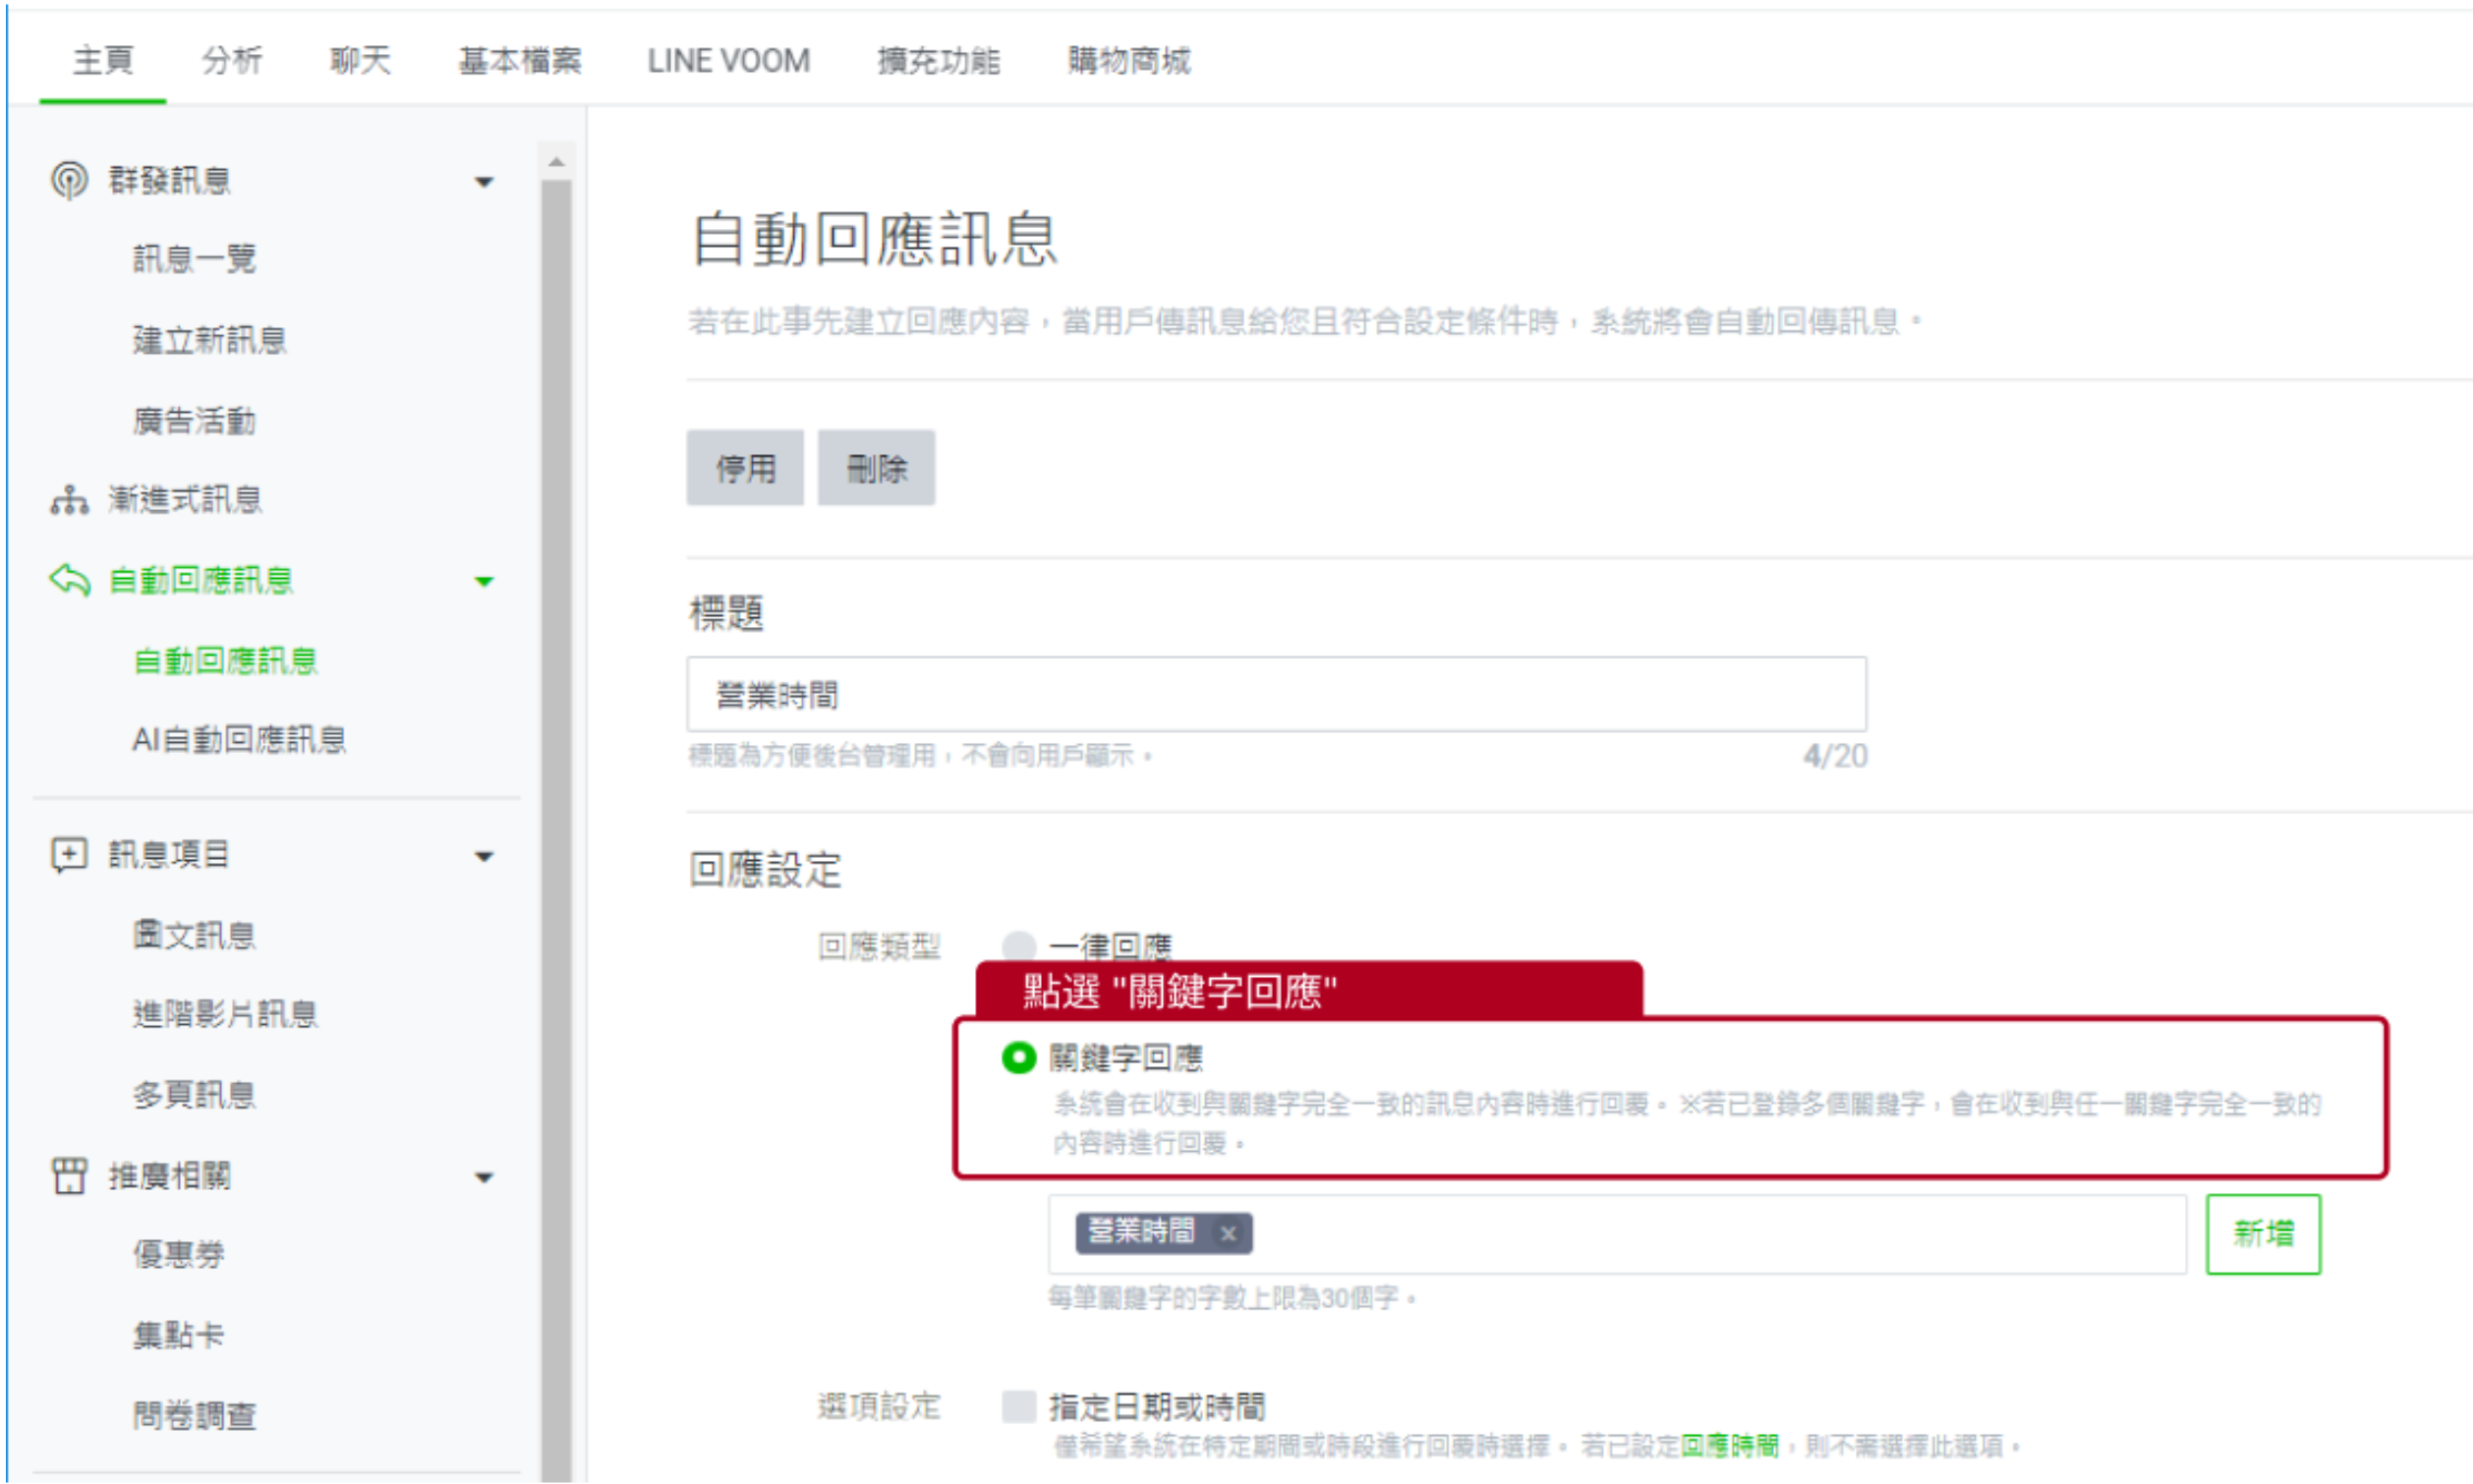 主頁 分析 聊天 基本檔案 LINE VOOM 擴充功能 購物商城
群發訊息
訊息一覽
建立新訊息
廣告活動
漸進式訊息
自動回應訊息
自動回應訊息
AI自動回應訊息
訊息項目
圖文訊息
進階影片訊息
多頁訊息
推廣相關
優惠券
集點卡
問卷調查
自動回應訊息
若在此事先建立回應內容，當用戶傳訊息給您且符合設定條件時，系統將會自動回傳訊息。
停用 刪除
標題
營業時間
標題為方便後台管理用，不會向用戶顯示。 4/20
回應設定
回應類型 一律回應
點選 "關鍵字回應"
關鍵字回應
系統會在收到與關鍵字完全一致的訊息內容時進行回覆。※若已登錄多個關鍵字，會在收到與任一關鍵字完全一致的
內容時進行回覆。
營業時間 x 新增
每筆關鍵字的字數上限為30個字。
選項設定 指定日期或時間
僅希望系統在特定期間或時段進行回覆時選擇。若已設定回應時間，則不需選擇此選項。